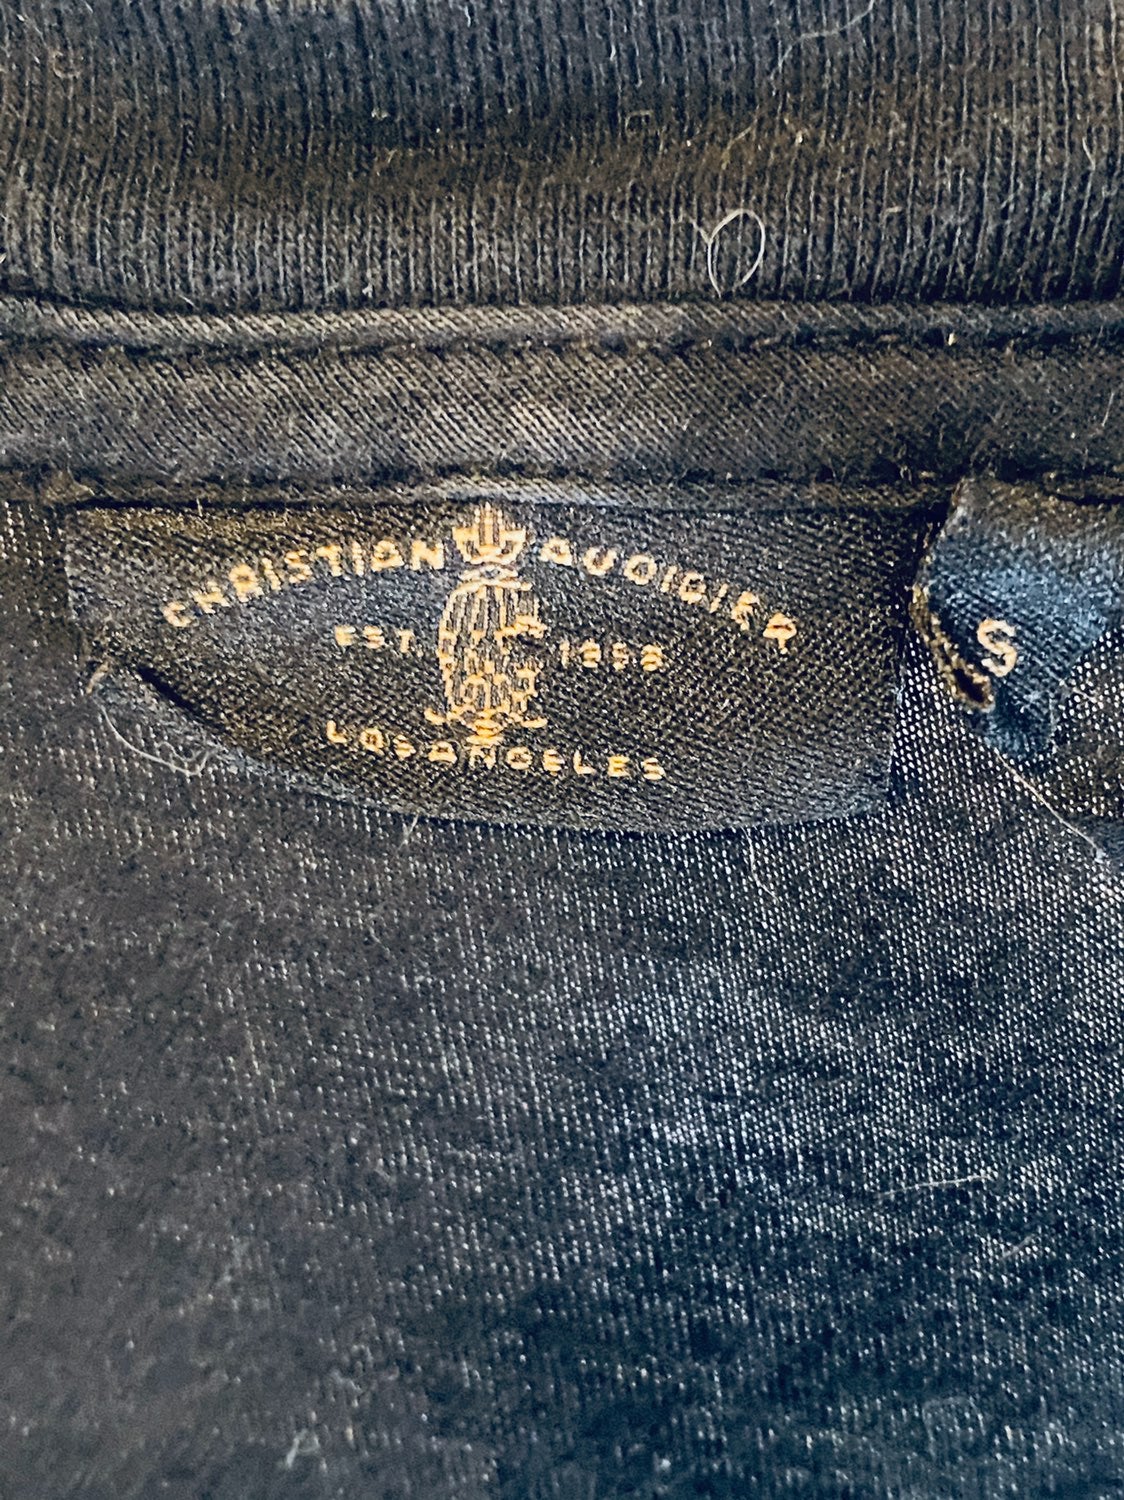 CHRISTIAN AUDIGIER
EST. 1958
LOS ANGELES
S